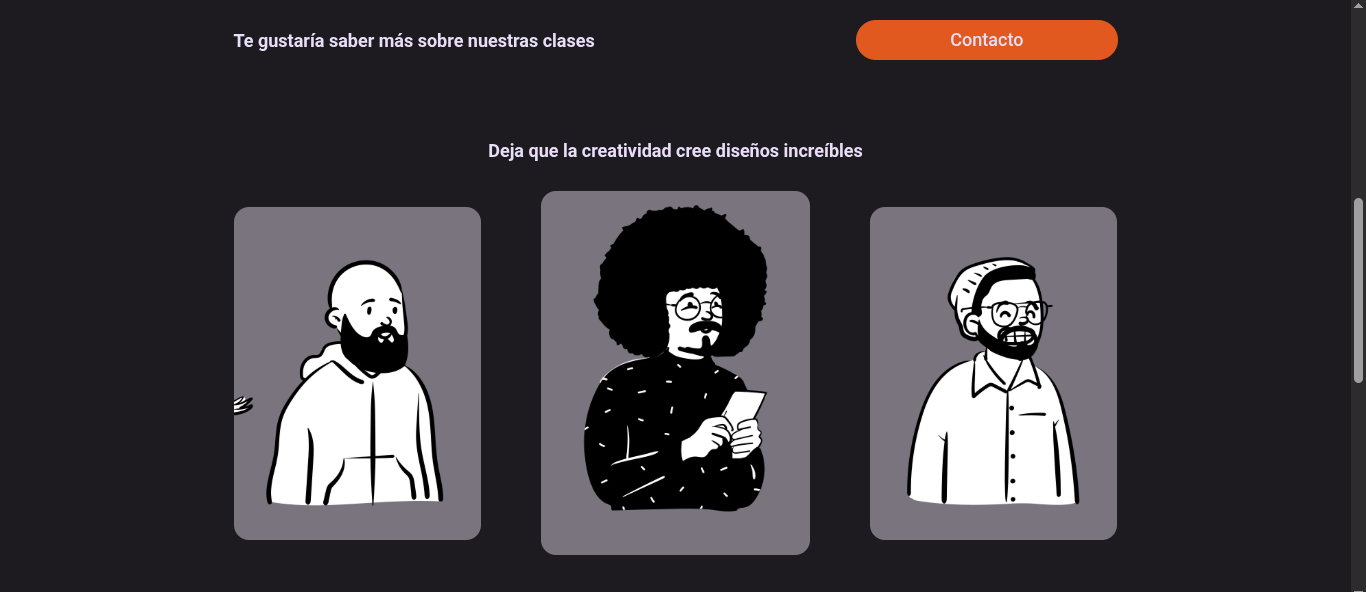 Te gustaría saber más sobre nuestras clases
Contacto
Deja que la creatividad cree diseños increíbles